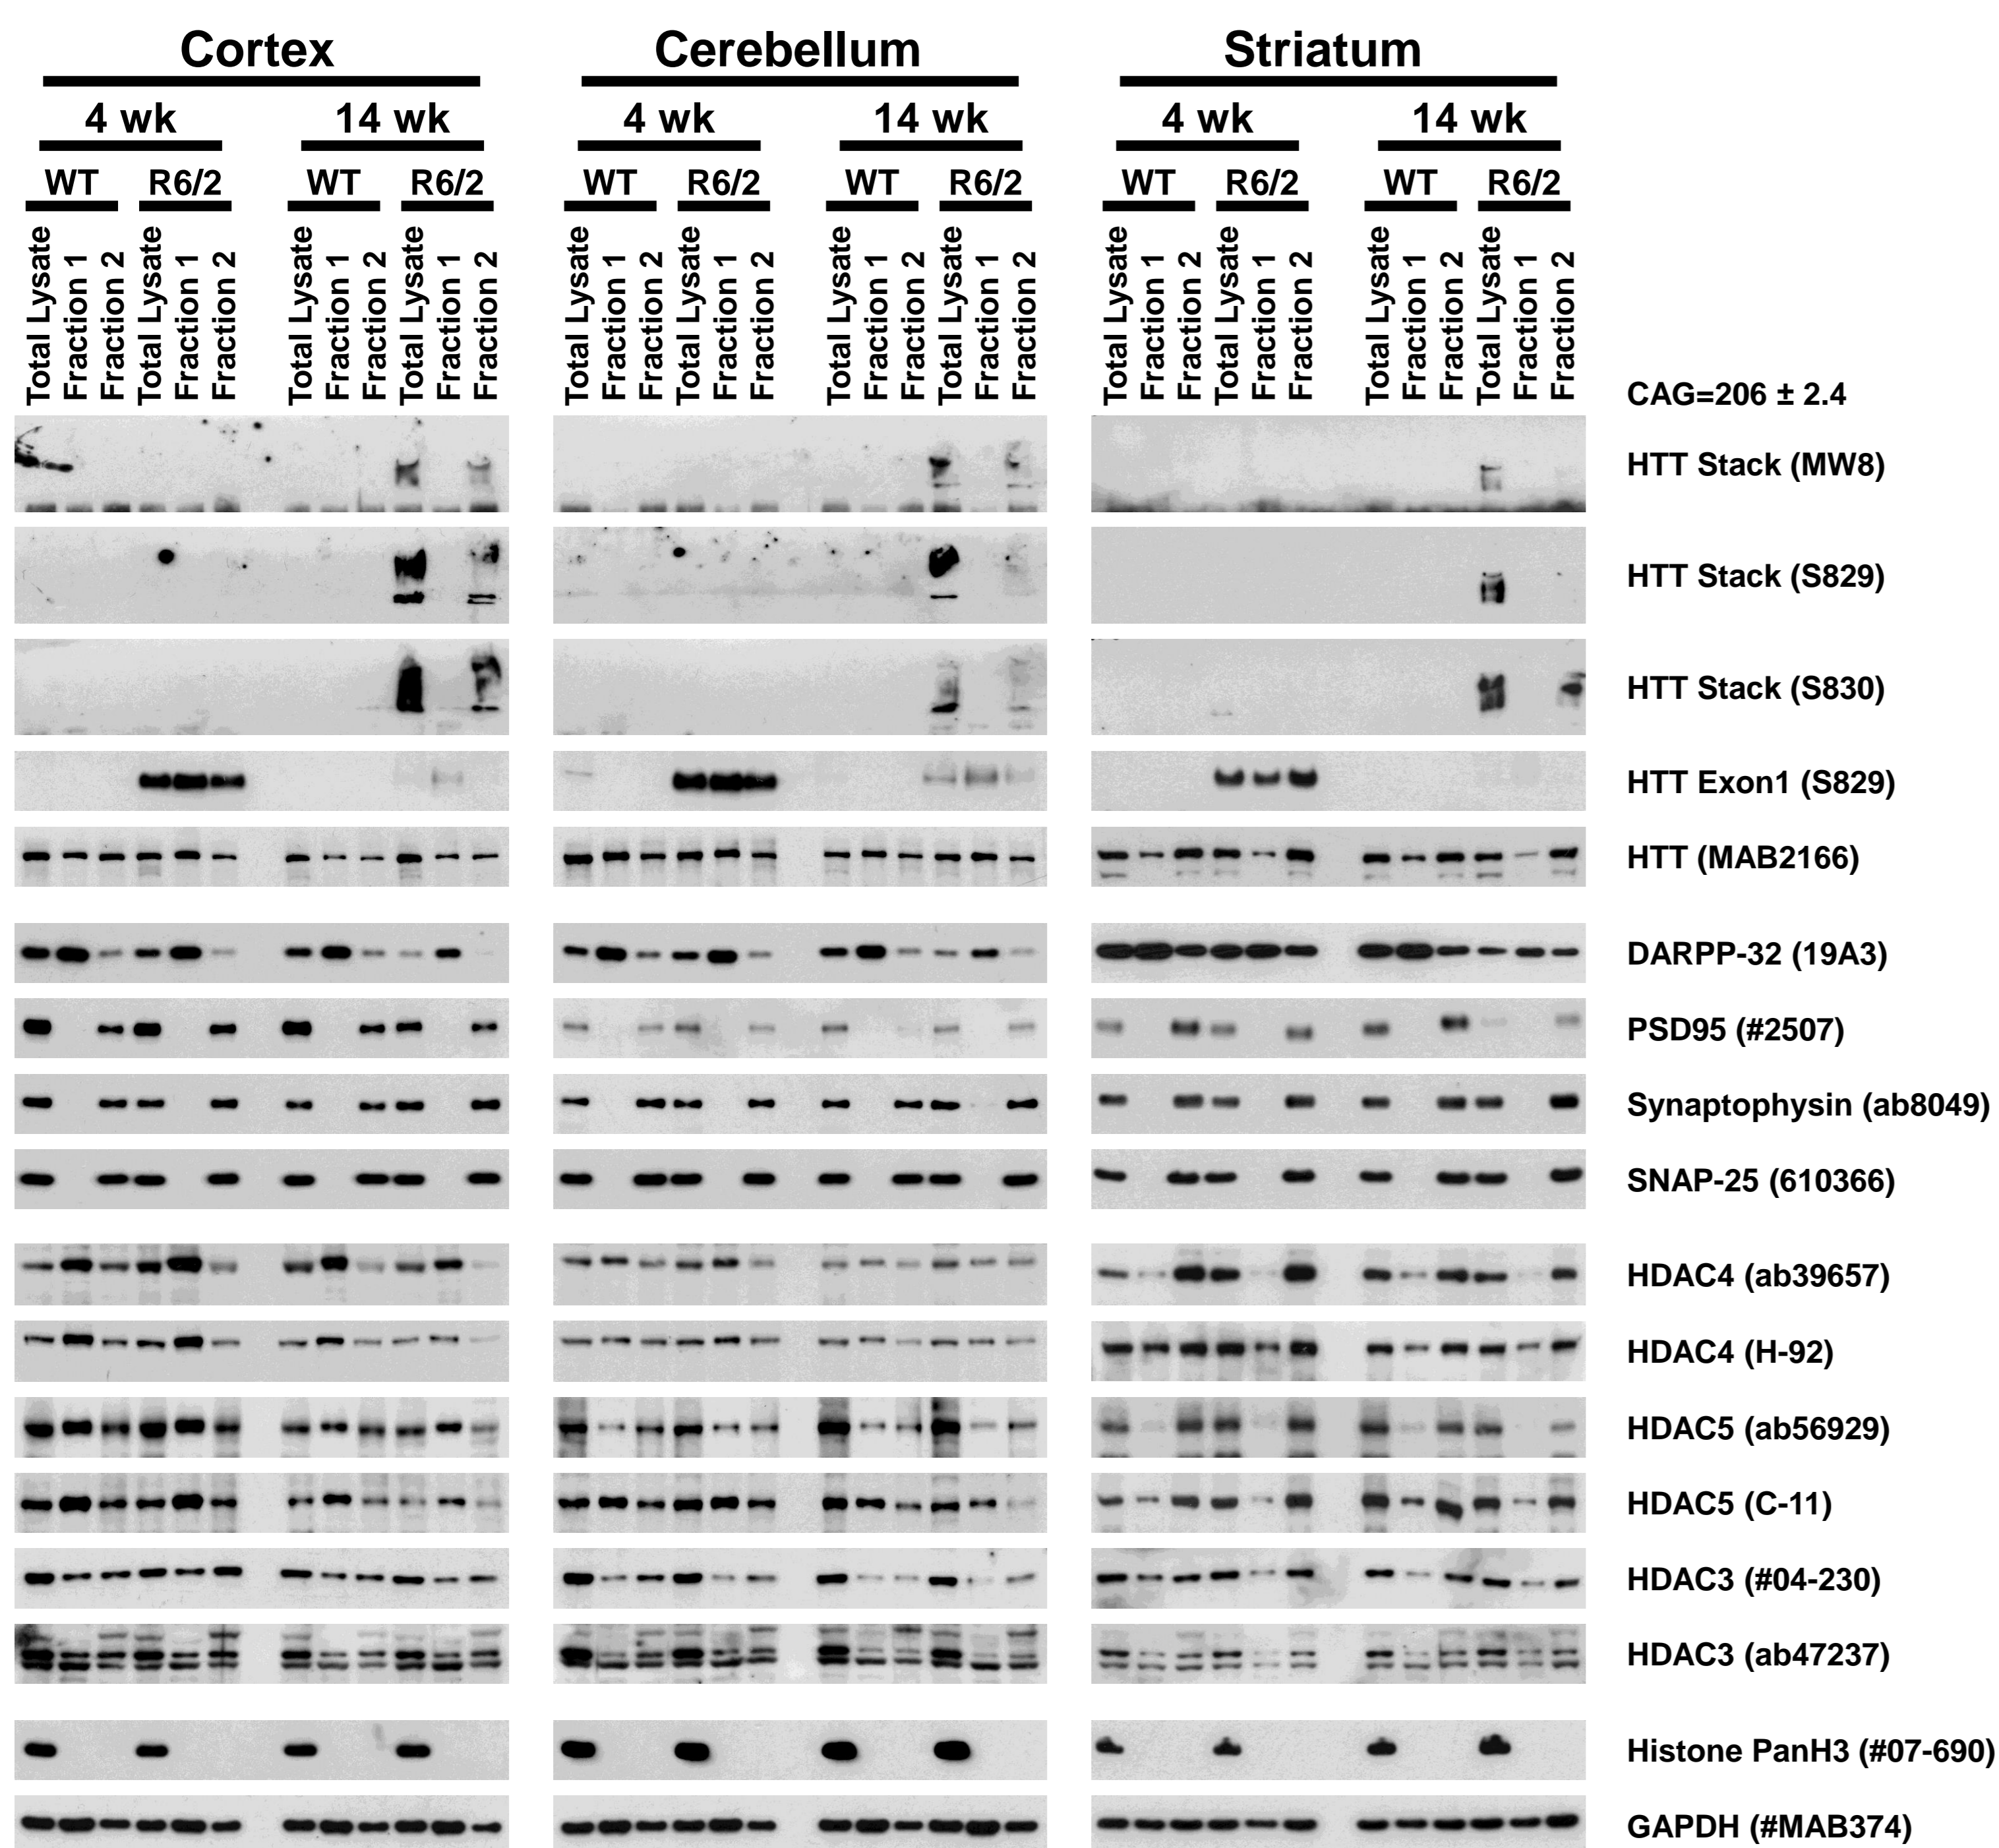 Cortex Cerebellum Striatum
4 wk 14 wk 4 wk 14 wk 4 wk 14 wk
WT R6/2 WT R6/2 WT R6/2 WT R6/2 WT R6/2 WT R6/2
Total Lysate Fraction 1 Fraction 2 Total Lysate Fraction 1 Fraction 2 Total Lysate Fraction 1 Fraction 2 Total Lysate Fraction 1 Fraction 2 Total Lysate Fraction 1 Fraction 2 Total Lysate Fraction 1 Fraction 2 Total Lysate Fraction 1 Fraction 2 Total Lysate Fraction 1 Fraction 2 Total Lysate Fraction 1 Fraction 2 Total Lysate Fraction 1 Fraction 2 Total Lysate Fraction 1 Fraction 2 Total Lysate Fraction 1 Fraction 2
CAG=206 ± 2.4
HTT Stack (MW8)
HTT Stack (S829)
HTT Stack (S830)
HTT Exon1 (S829)
HTT (MAB2166)
DARPP-32 (19A3)
PSD95 (#2507)
Synaptophysin (ab8049)
SNAP-25 (610366)
HDAC4 (ab39657)
HDAC4 (H-92)
HDAC5 (ab56929)
HDAC5 (C-11)
HDAC3 (#04-230)
HDAC3 (ab47237)
Histone PanH3 (#07-690)
GAPDH (#MAB374)